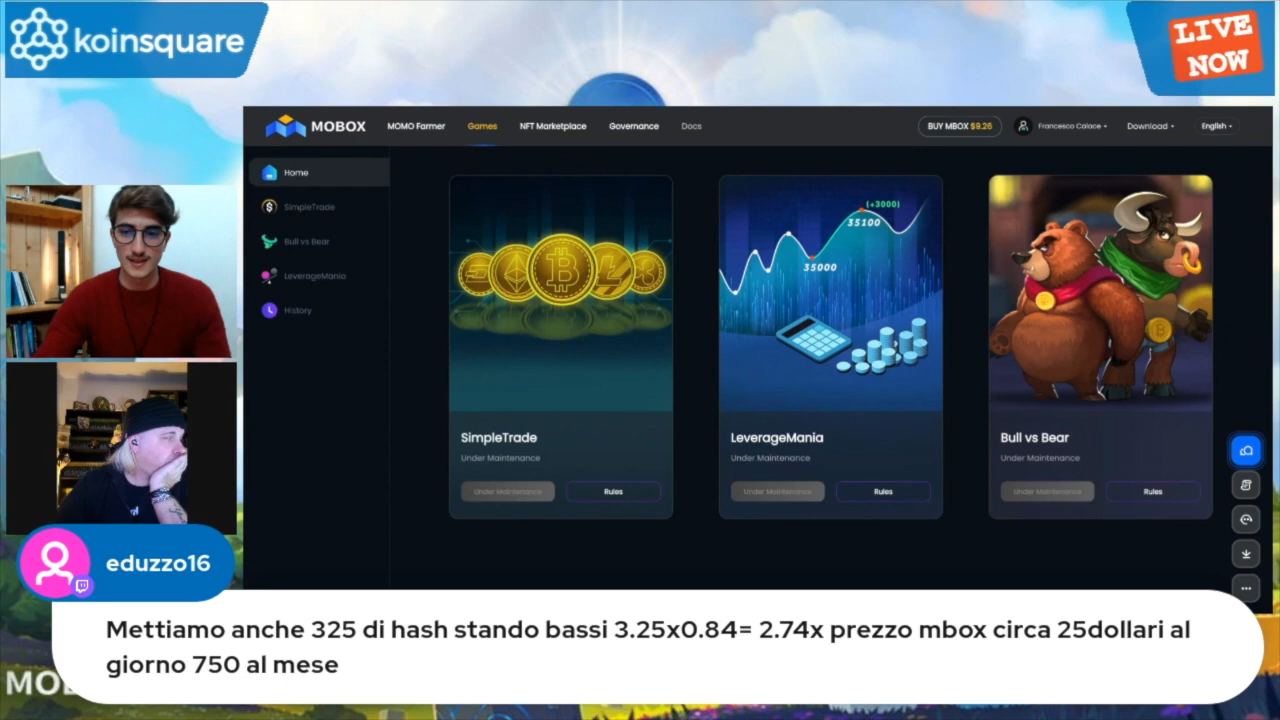 koinsquare
LIVE
NOW
MOBOX
MOMO Farmer
Games
NFT Marketplace
Governance
Docs
BUY MBOX $9.26
Francesco Calace
Download
English
Home
SimpleTrade
Bull vs Bear
LeverageMania
History
(+3000)
35100
35000
SimpleTrade
Under Maintenance
Under Maintenance
Rules
LeverageMania
Under Maintenance
Under Maintenance
Rules
Bull vs Bear
Under Maintenance
Under Maintenance
Rules
eduzzo16
Mettiamo anche 325 di hash stando bassi 3.25x0.84= 2.74x prezzo mbox circa 25dollari al
giorno 750 al mese